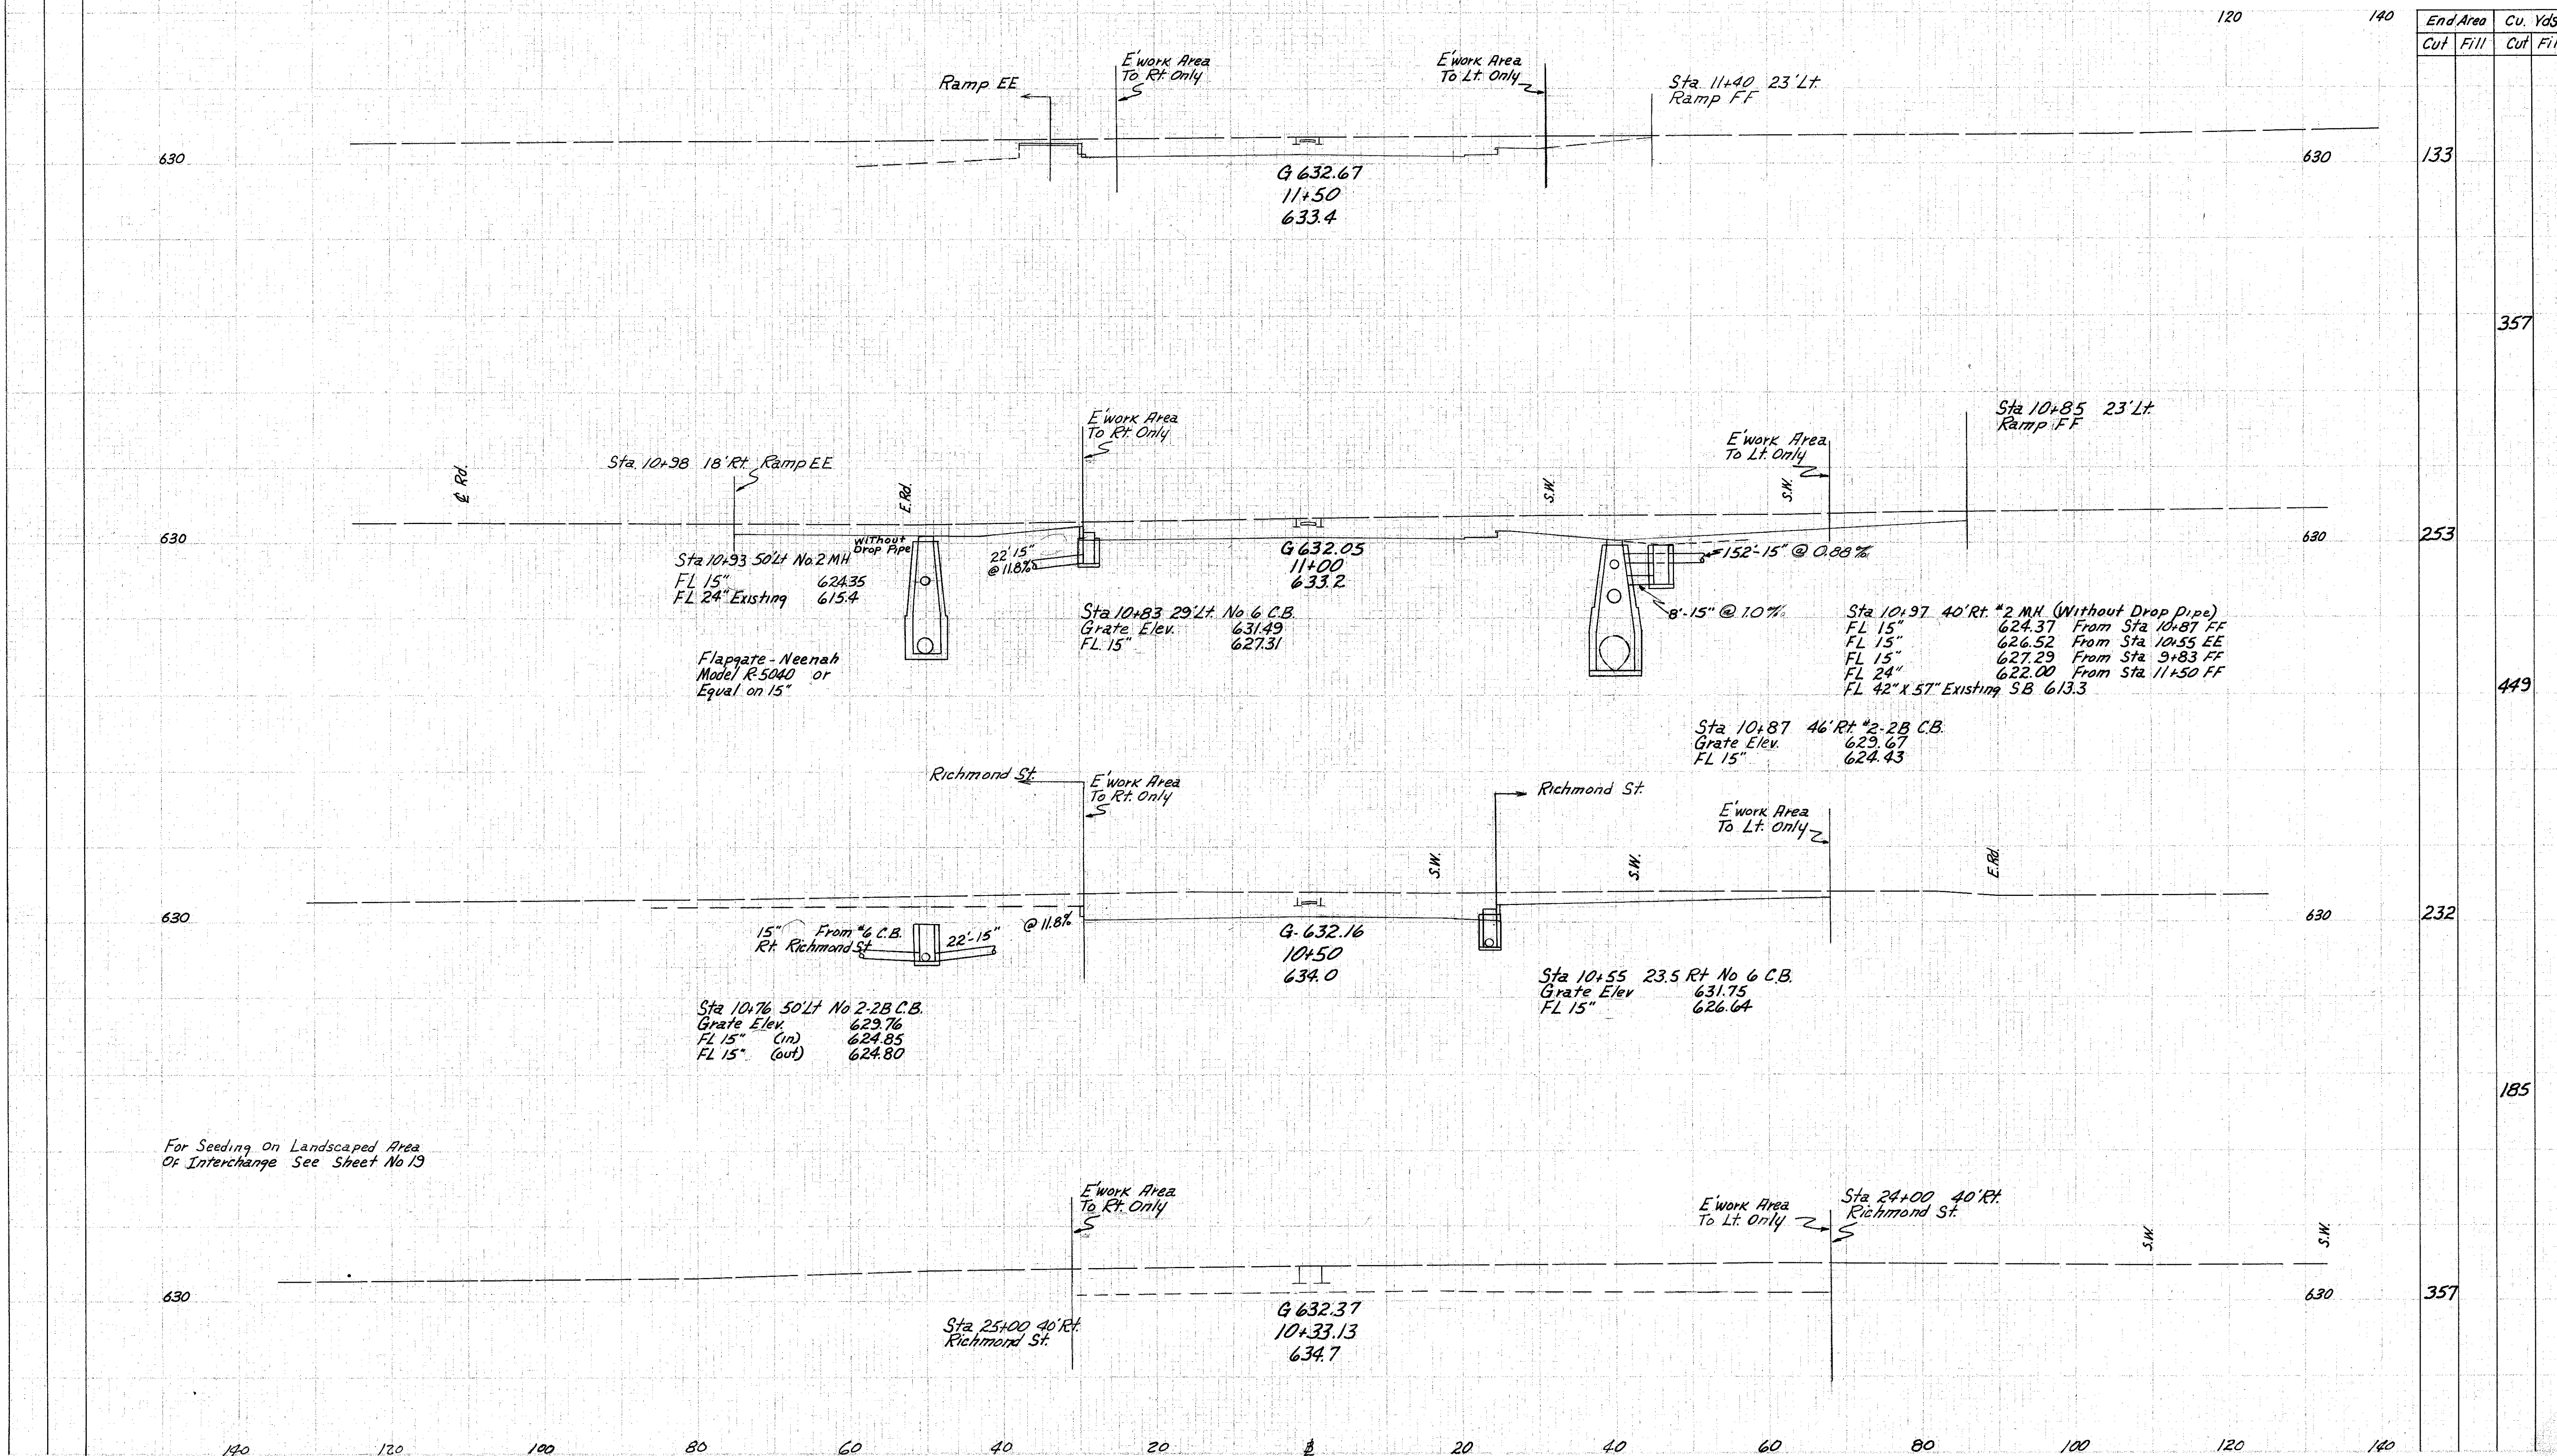 120 140
End Area Cu. Yds
Cut Fill Cut Fil
Ramp EE
E'work Area
To Rt. Only
E'work Area
To Lt. Only
Sta 11+40 23' Lt.
Ramp FF
630
630
133
G 632.67
11+50
633.4
357
E'work Area
To Rt. Only
Sta 10+85 23' Lt.
Ramp FF
E'work Area
To Lt. Only
Sta. 10+98 18' Rt. Ramp EE
℄ Rd.
E.Rd.
S.W.
S.W.
630
630
253
Without
Drop Pipe
Sta 10+93 50' Lt No. 2 MH
FL 15" 624.35
FL 24" Existing 615.4
22' 15"
@ 11.8%
G 632.05
11+00
633.2
152'-15" @ 0.88%
8'-15" @ 1.0%
Sta 10+83 29' Lt. No 6 C.B.
Grate Elev. 631.49
FL. 15" 627.31
Sta 10+97 40' Rt. #2 MH (Without Drop Pipe)
FL 15" 624.37 From Sta 10+87 FF
FL 15" 626.52 From Sta 10+55 EE
FL 15" 627.29 From Sta 9+83 FF
FL 24" 622.00 From Sta 11+50 FF
FL 42" X 57" Existing SB 613.3
Flapgate - Neenah
Model R-5040 or
Equal on 15"
449
Sta 10+87 46' Rt. #2-2B C.B.
Grate Elev. 629.67
FL 15" 624.43
Richmond St.
E'work Area
To Rt. Only
Richmond St.
E'work Area
To Lt. Only
S.W.
S.W.
E.Rd.
630
630
232
15" From #6 C.B.
Rt. Richmond St
22'-15"
@ 11.8%
G- 632.16
10+50
634.0
Sta 10+76 50' Lt No 2-2B C.B.
Grate Elev. 629.76
FL 15" (in) 624.85
FL 15" (out) 624.80
Sta 10+55 23.5 Rt No 6 C.B.
Grate Elev 631.75
FL 15" 626.64
185
For Seeding On Landscaped Area
Of Interchange See Sheet No 19
E'work Area
To Rt. Only
E'work Area
To Lt. Only
Sta 24+00 40' Rt.
Richmond St.
S.W.
S.W.
630
630
357
Sta 25+00 40' Rt.
Richmond St.
G 632.37
10+33.13
634.7
140 120 100 80 60 40 20 ℄ 20 40 60 80 100 120 140